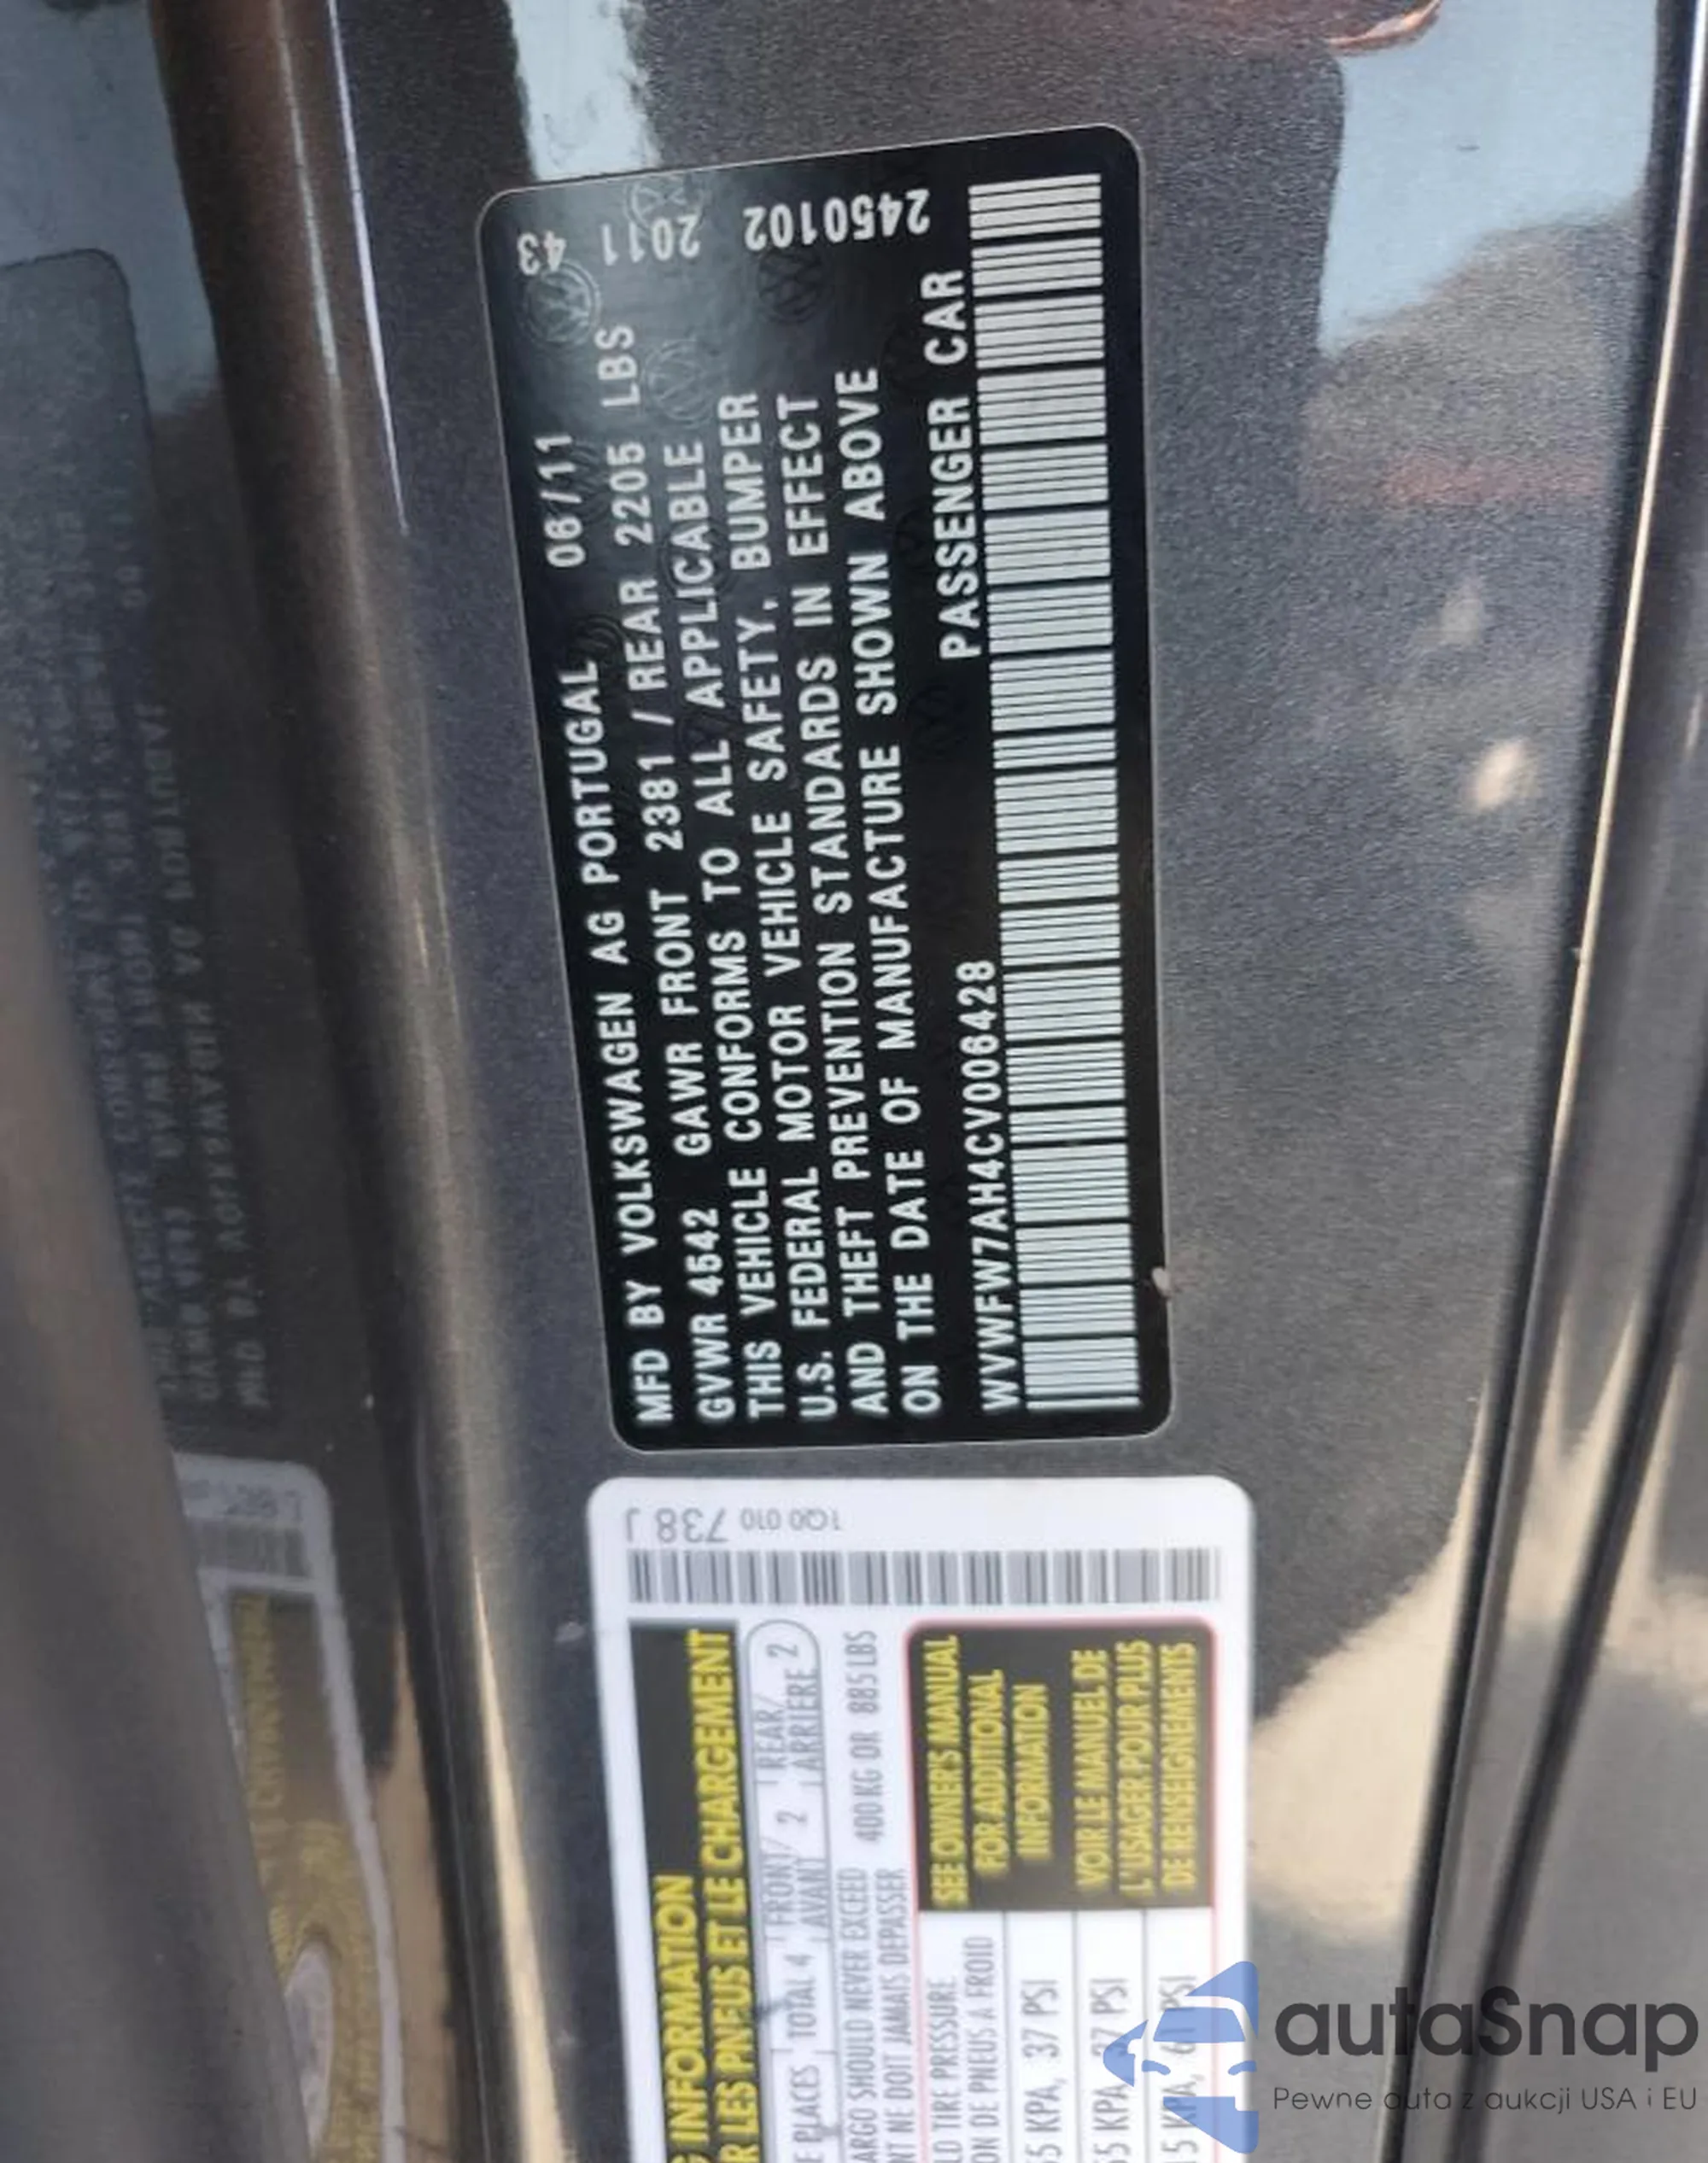 MFD BY VOLKSWAGEN AG PORTUGAL 06/11
GVWR 4542 GAWR FRONT 2381 / REAR 2205 LBS
THIS VEHICLE CONFORMS TO ALL APPLICABLE
U.S. FEDERAL MOTOR VEHICLE SAFETY, BUMPER
AND THEFT PREVENTION STANDARDS IN EFFECT
ON THE DATE OF MANUFACTURE SHOWN ABOVE
WVWFW7AH4CV006428 PASSENGER CAR
43 2011 2450102
1Q0 010 738 J
INFORMATION
LES PNEUS ET LE CHARGEMENT
PLACES TOTAL 4 FRONT/ AVANT 2 REAR/ ARRIÈRE 2
SHOULD NEVER EXCEED 400 KG OR 885 LBS
NE DOIT JAMAIS DEPASSER
TIRE PRESSURE
DE PNEUS A FROID
KPA, 37 PSI
KPA, 37 PSI
KPA, 61 PSI
SEE OWNER'S MANUAL
FOR ADDITIONAL
INFORMATION
VOIR LE MANUEL DE
L'USAGER POUR PLUS
DE RENSEIGNEMENTS
autaSnap
Pewne auta z aukcji USA i EU